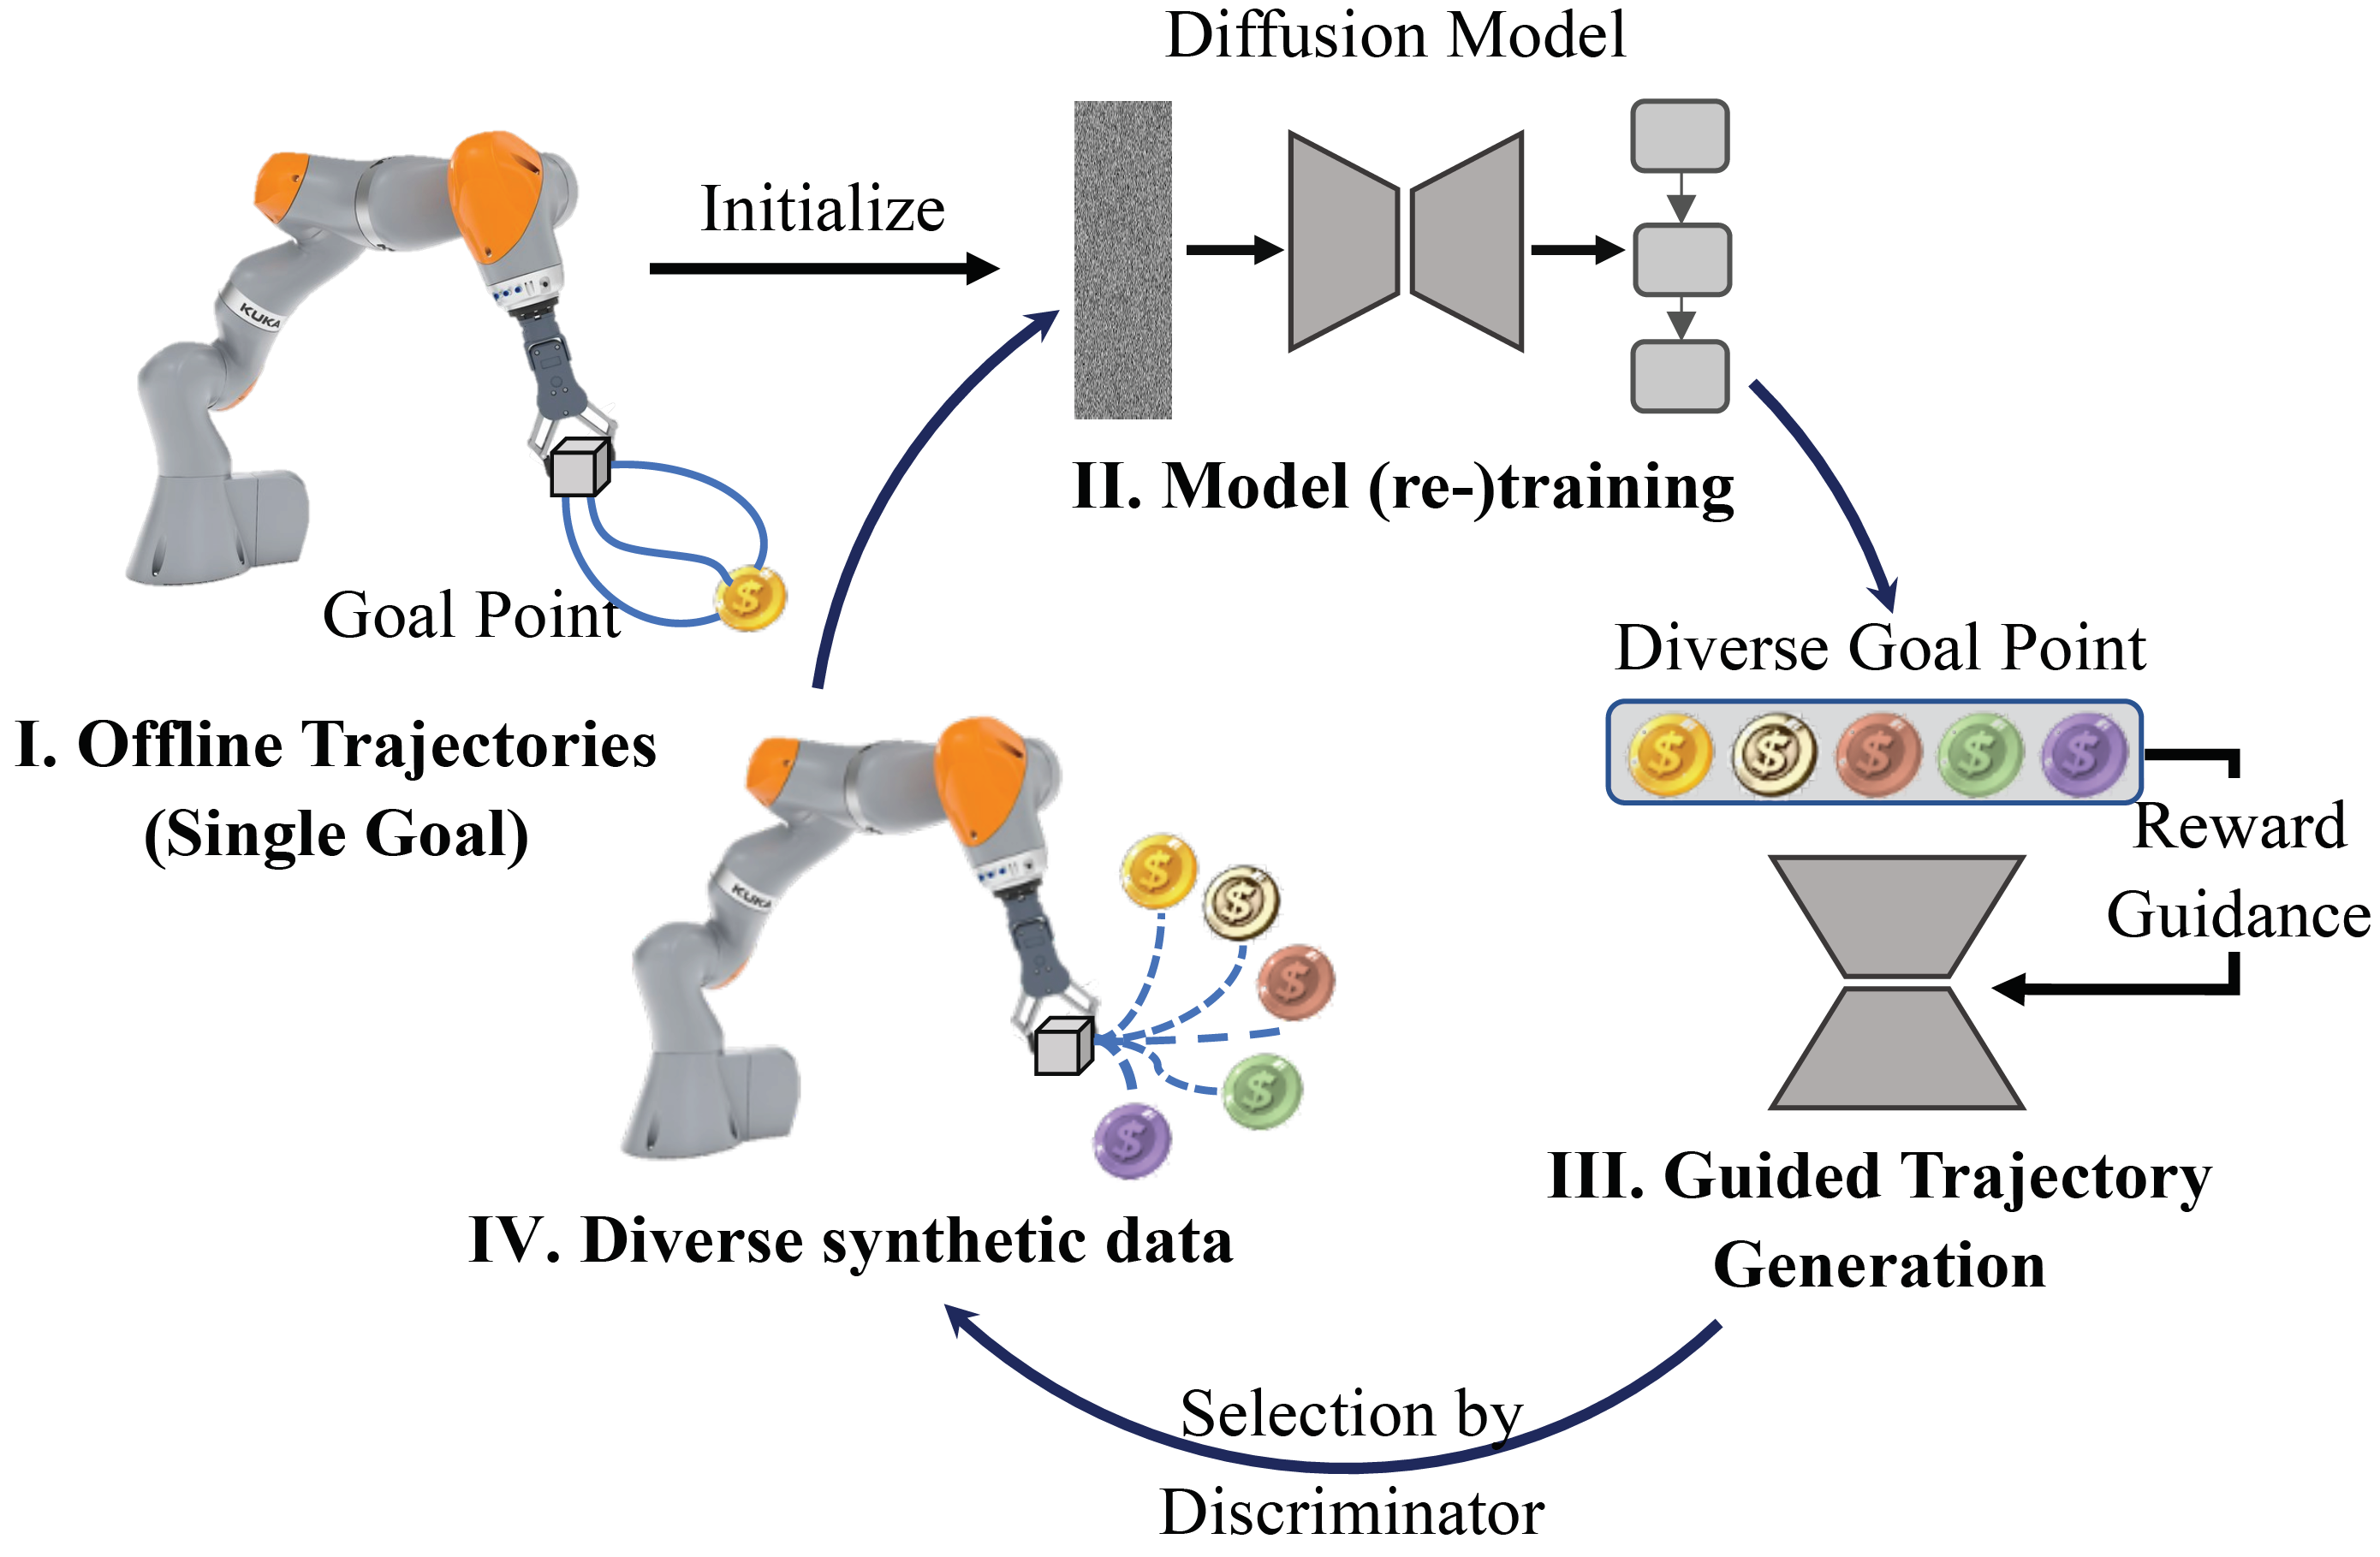 Diffusion Model
Initialize
KUKA
II. Model (re-)training
Goal Point
Diverse Goal Point
I. Offline Trajectories
(Single Goal)
$
$ $ $ $ $
Reward
Guidance
KUKA
$
$
$
$
$
III. Guided Trajectory
Generation
IV. Diverse synthetic data
Selection by
Discriminator